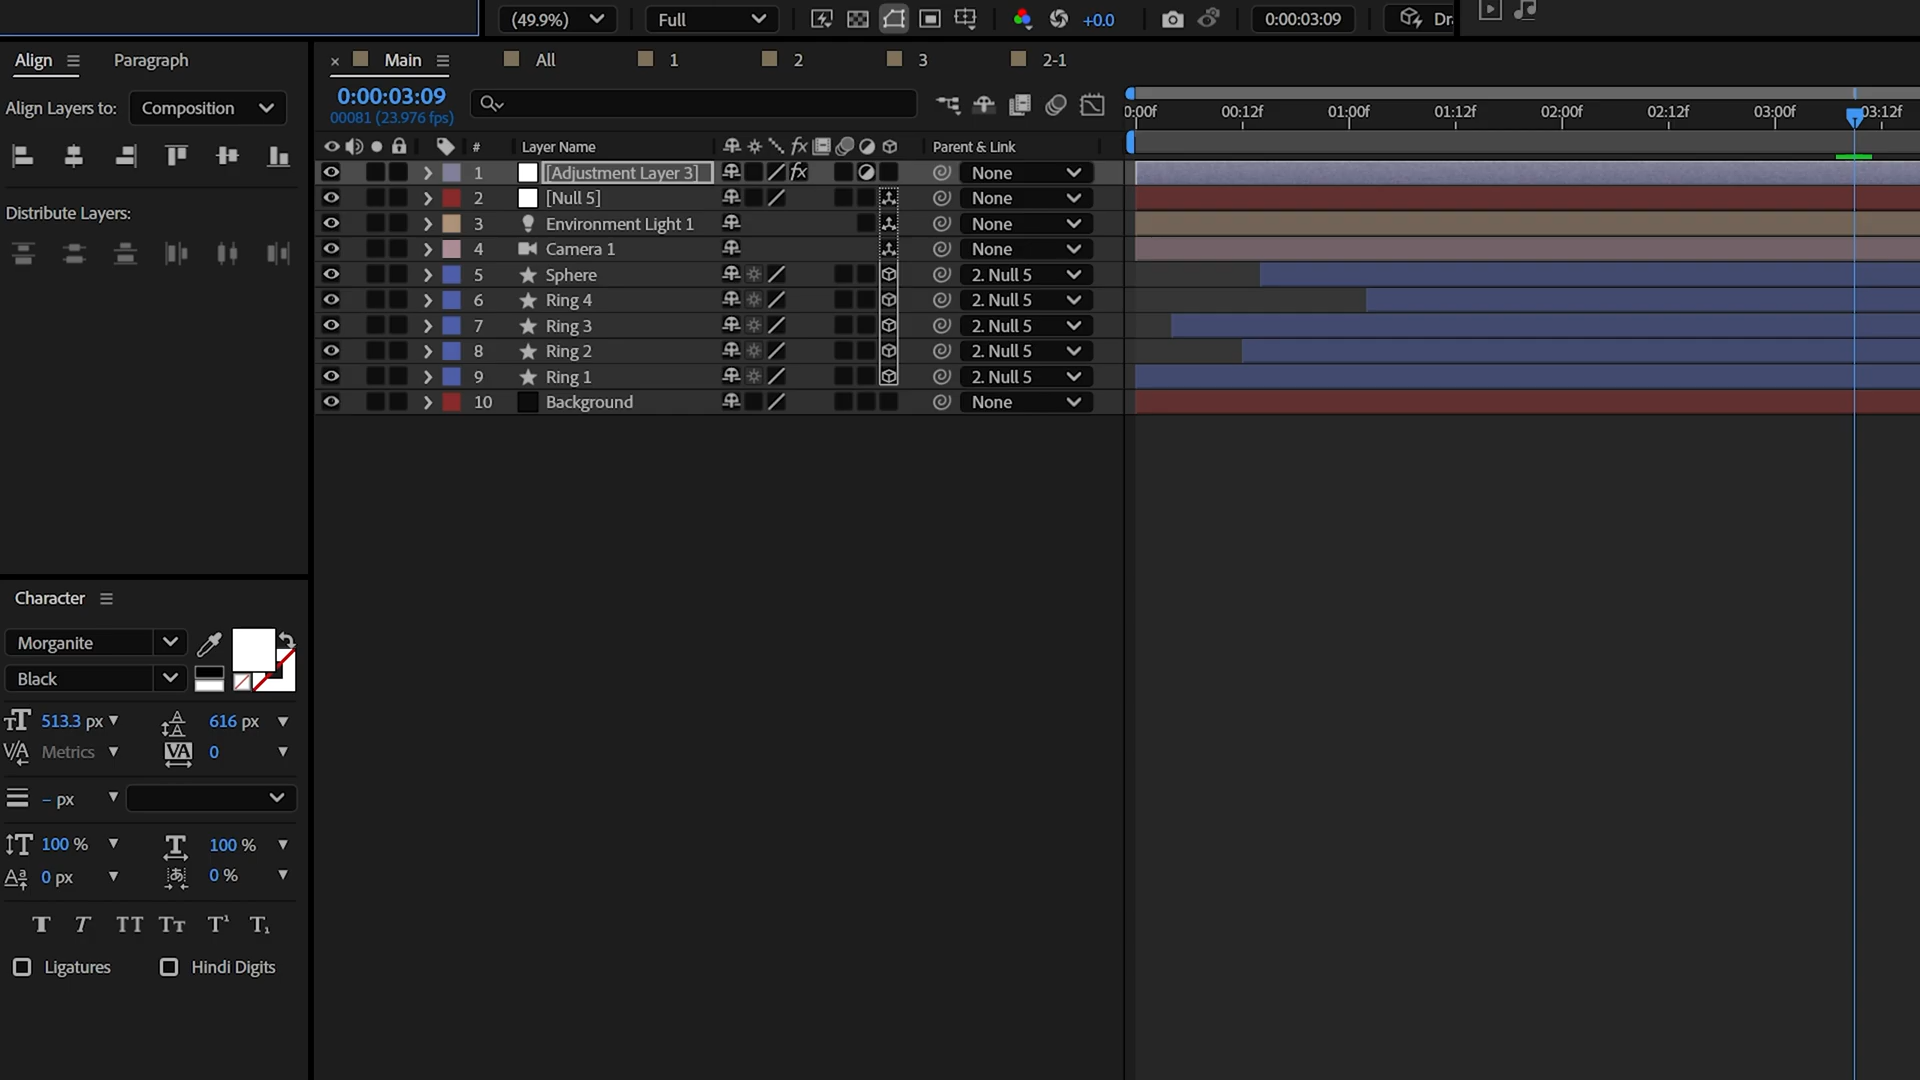 (49.9%) Full +0.0 0:00:03:09
Align Paragraph
Main All 1 2 3 2-1
Align Layers to: Composition
0:00:03:09
00081 (23.976 fps)
00:12f 01:00f 01:12f 02:00f 02:12f 03:00f 03:12f
# Layer Name fx Parent & Link
1 [Adjustment Layer 3] fx None
2 [Null 5] None
Distribute Layers:
3 Environment Light 1 None
4 Camera 1 None
5 Sphere 2. Null 5
6 Ring 4 2. Null 5
7 Ring 3 2. Null 5
8 Ring 2 2. Null 5
9 Ring 1 2. Null 5
10 Background None
Character
Morganite
Black
513.3 px 616 px
Metrics 0
– px
100 % 100 %
0 px 0 %
T T TT Tт T¹ T₁
Ligatures Hindi Digits